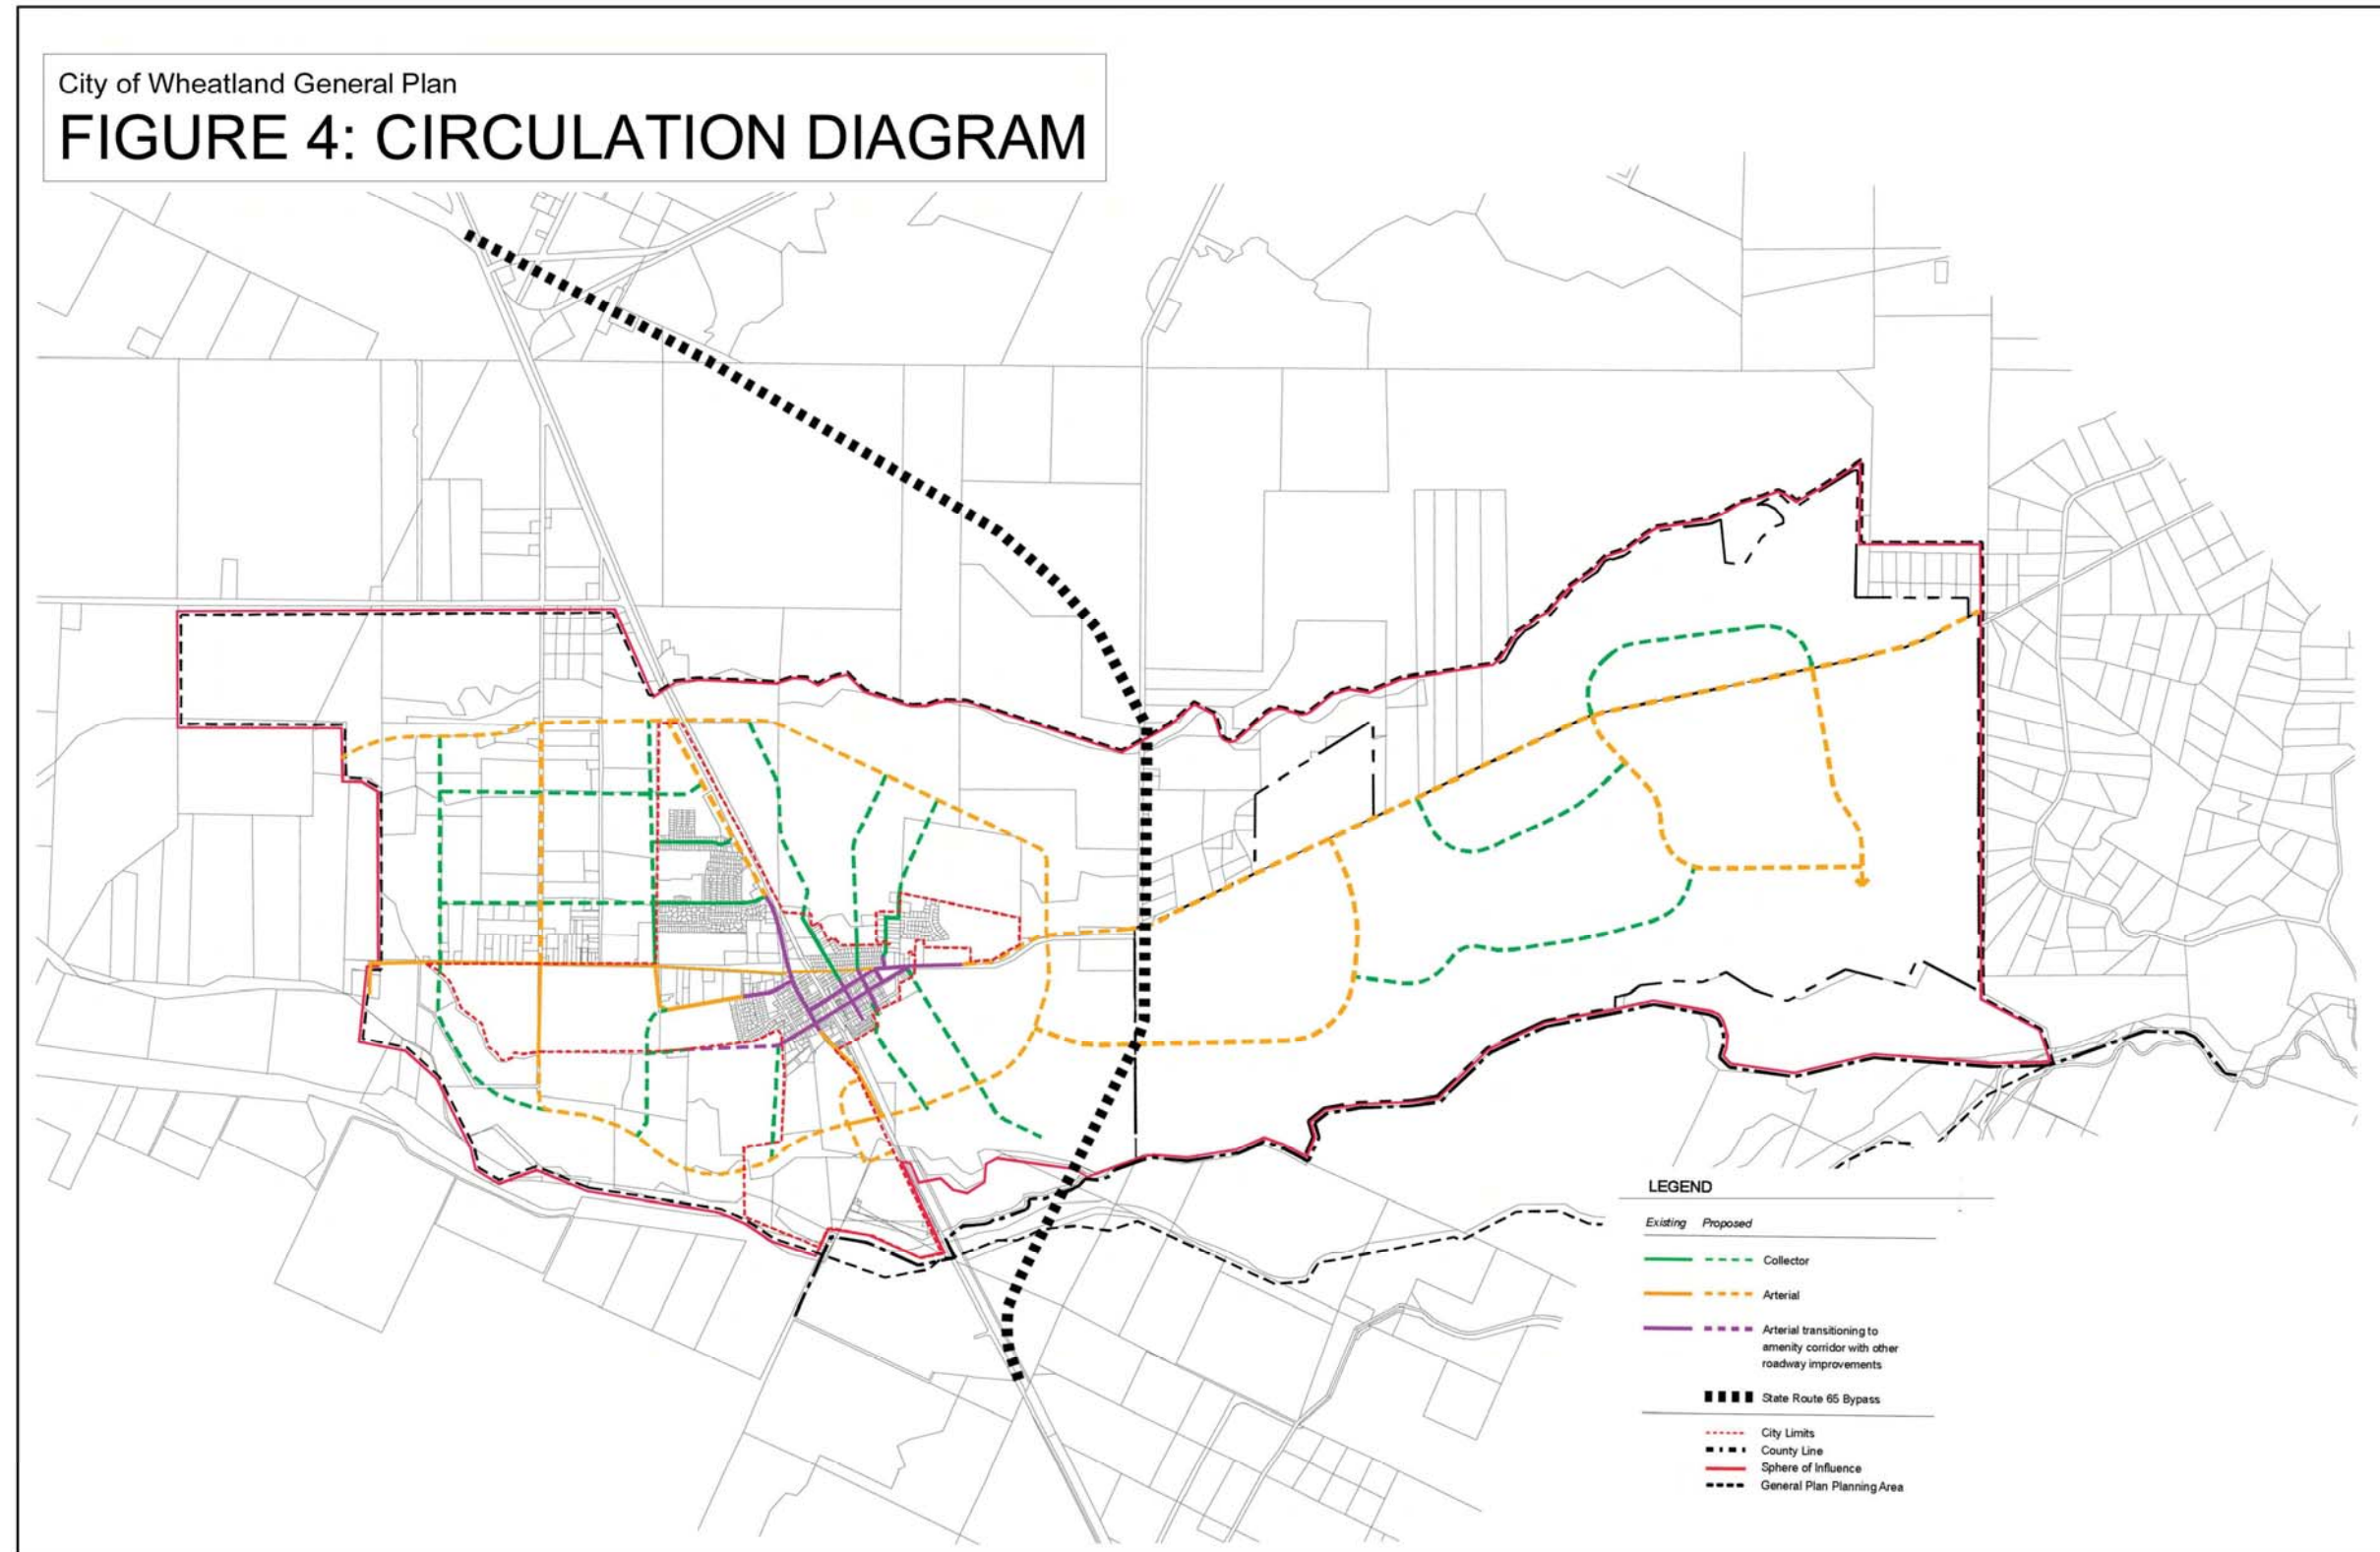 City of Wheatland General Plan
FIGURE 4: CIRCULATION DIAGRAM
LEGEND
Existing Proposed
Collector
Arterial
Arterial transitioning to
amenity corridor with other
roadway improvements
State Route 65 Bypass
City Limits
County Line
Sphere of Influence
General Plan Planning Area